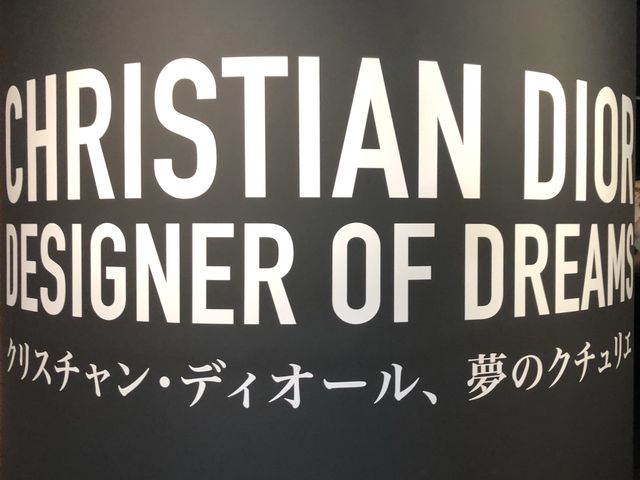 CHRISTIAN DIOR
DESIGNER OF DREAMS
クリスチャン・ディオール、夢のクチュリエ